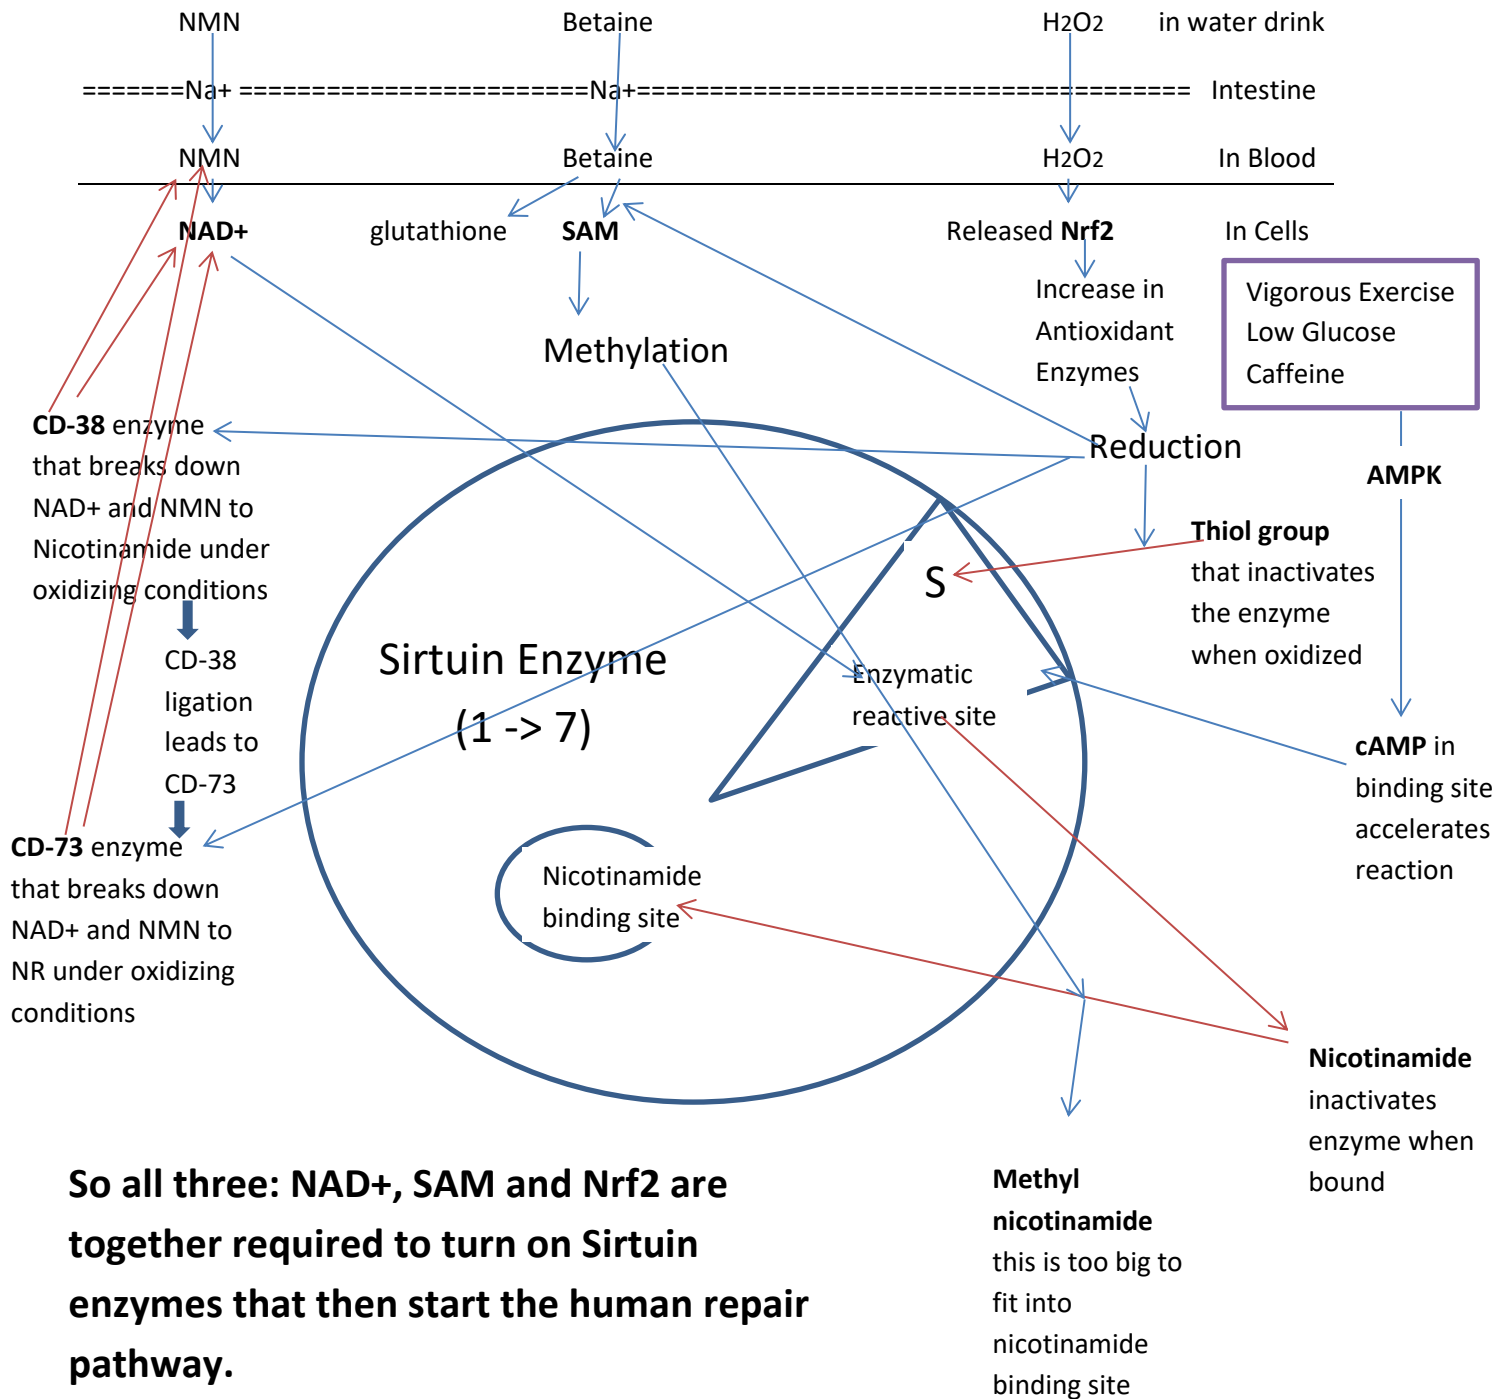 NMN Betaine H2O2 in water drink
=======Na+ ========================Na+====================================== Intestine
NMN Betaine H2O2 In Blood
NAD+ glutathione SAM Released Nrf2 In Cells
Increase in
Antioxidant
Enzymes
Vigorous Exercise
Low Glucose
Caffeine
Methylation
Reduction
AMPK
CD-38 enzyme
that breaks down
NAD+ and NMN to
Nicotinamide under
oxidizing conditions
CD-38
ligation
leads to
CD-73
CD-73 enzyme
that breaks down
NAD+ and NMN to
NR under oxidizing
conditions
Sirtuin Enzyme
(1 -> 7)
S
Enzymatic
reactive site
Thiol group
that inactivates
the enzyme
when oxidized
cAMP in
binding site
accelerates
reaction
Nicotinamide
binding site
Nicotinamide
inactivates
enzyme when
bound
Methyl
nicotinamide
this is too big to
fit into
nicotinamide
binding site
So all three: NAD+, SAM and Nrf2 are
together required to turn on Sirtuin
enzymes that then start the human repair
pathway.